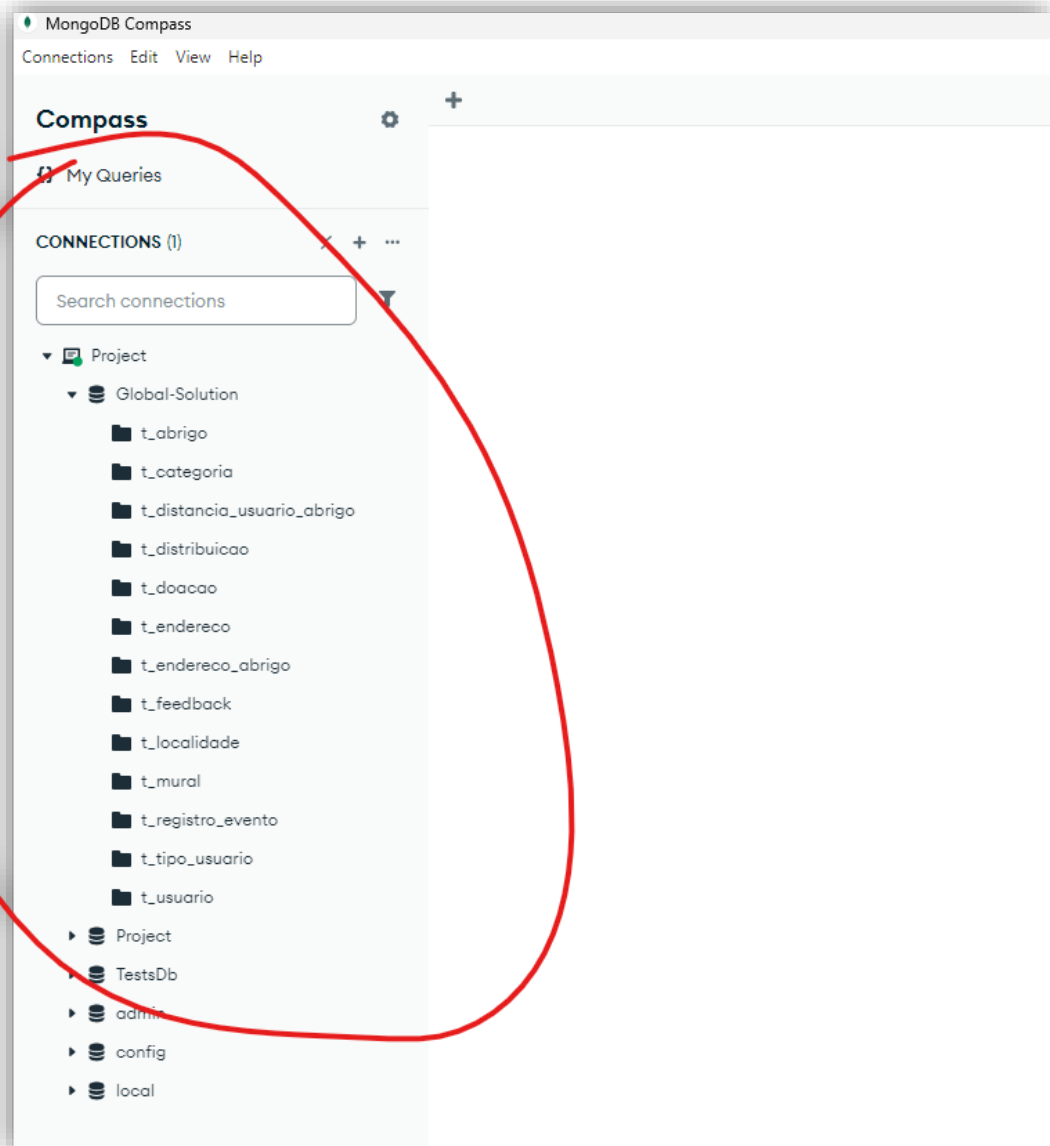 MongoDB Compass
Connections Edit View Help
Compass
{} My Queries
CONNECTIONS (1)
Search connections
Project
Global-Solution
t_abrigo
t_categoria
t_distancia_usuario_abrigo
t_distribuicao
t_doacao
t_endereco
t_endereco_abrigo
t_feedback
t_localidade
t_mural
t_registro_evento
t_tipo_usuario
t_usuario
Project
TestsDb
admin
config
local